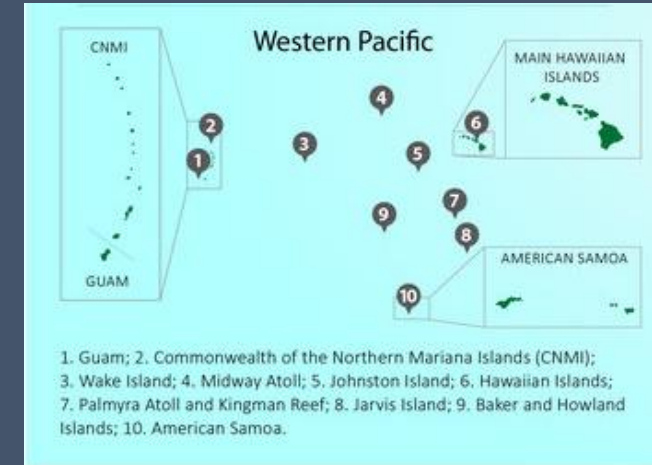 Western Pacific
CNMI
GUAM
MAIN HAWAIIAN
ISLANDS
AMERICAN SAMOA
1
2
3
4
5
6
7
8
9
10
1. Guam; 2. Commonwealth of the Northern Mariana Islands (CNMI);
3. Wake Island; 4. Midway Atoll; 5. Johnston Island; 6. Hawaiian Islands;
7. Palmyra Atoll and Kingman Reef; 8. Jarvis Island; 9. Baker and Howland
Islands; 10. American Samoa.